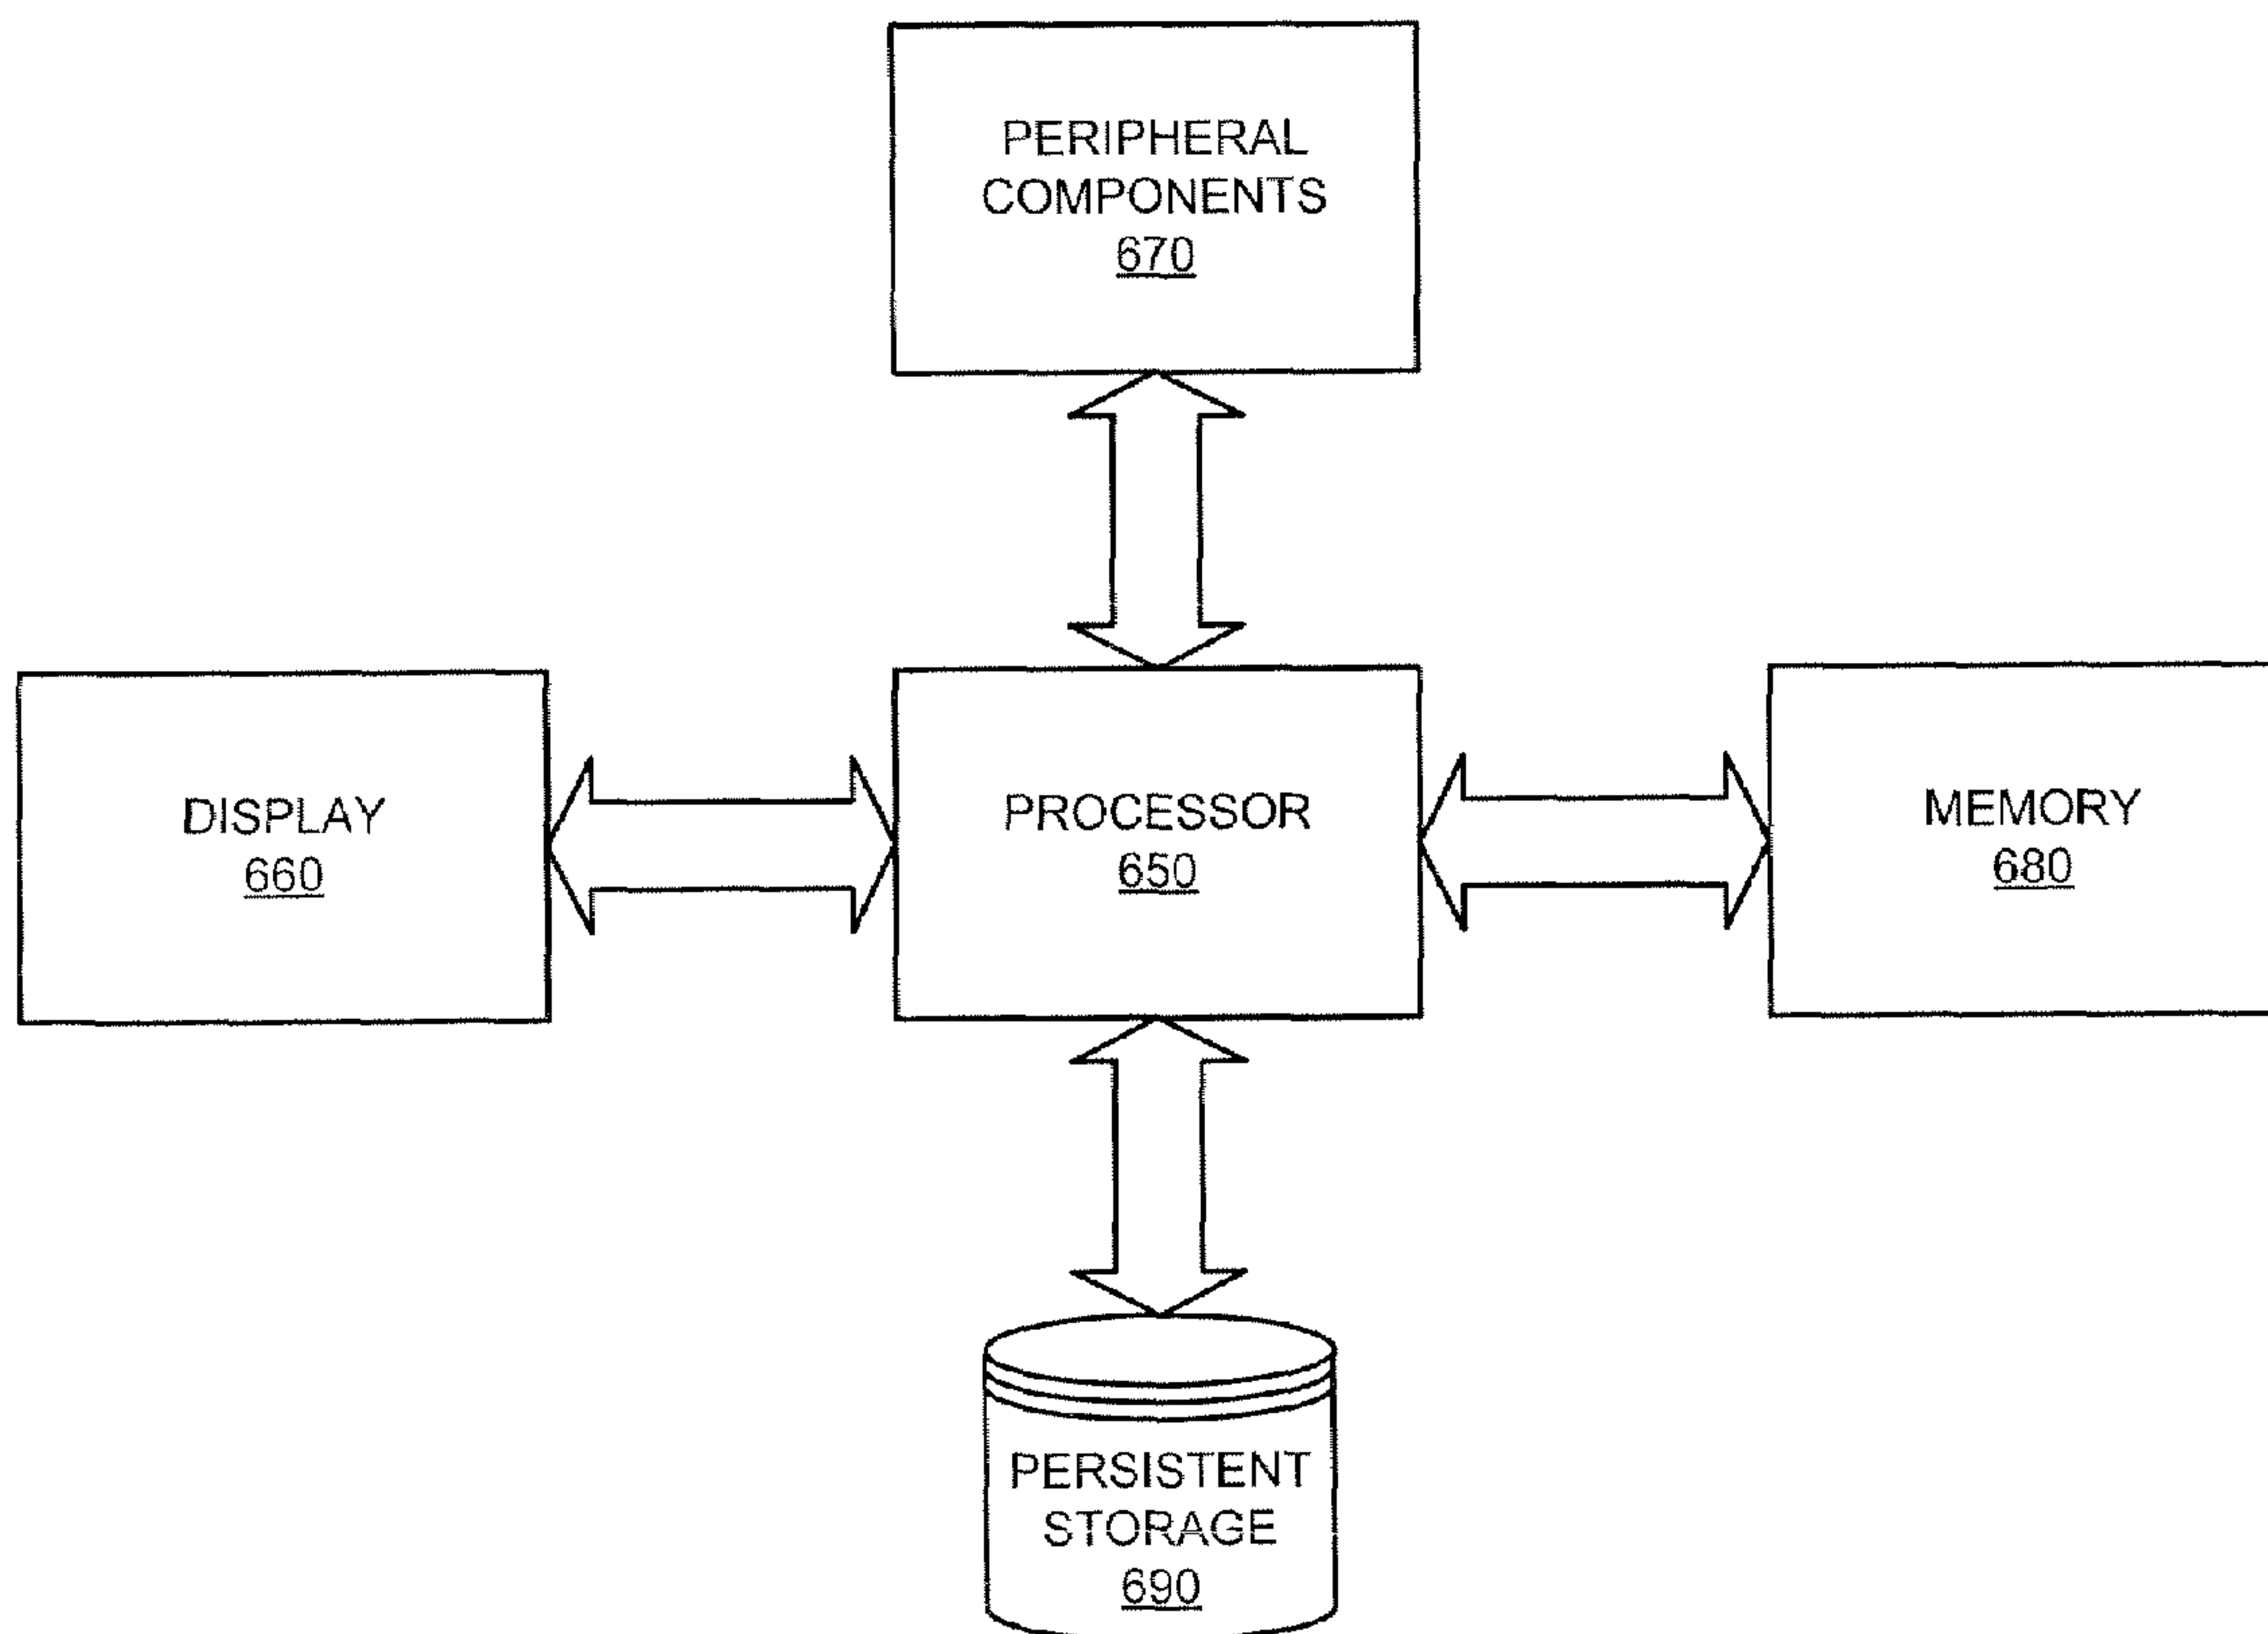 PERIPHERAL
COMPONENTS
670
DISPLAY
660
PROCESSOR
650
MEMORY
680
PERSISTENT
STORAGE
690